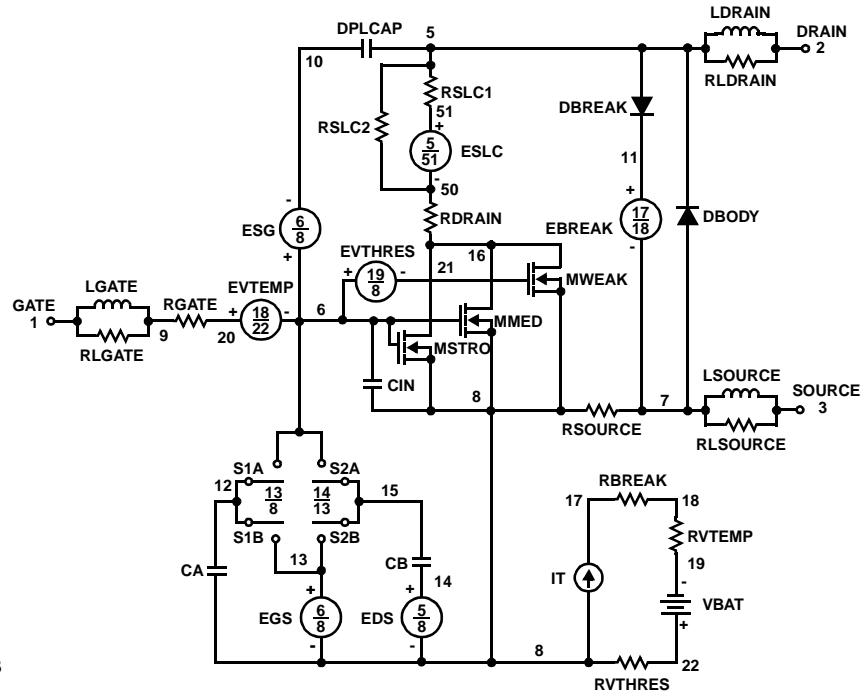 LDRAIN
DPLCAP 5 DRAIN
10 2
RLDRAIN
RSLC1
51
DBREAK
RSLC2
+
5
51
ESLC
-
50
11
-
6
8
ESG
+
RDRAIN
+
17
18
EBREAK
-
DBODY
EVTHRES
16
+ 19
8
- 21
MWEAK
LGATE
EVTEMP
GATE
1
RGATE
+ 18
22
- 6
9 20
RLGATE
MMED
MSTRO
CIN
8 7
LSOURCE
SOURCE
3
RSOURCE
RLSOURCE
S1A S2A
12 13
8
14
13
15
S1B S2B
13
RBREAK
17 18
RVTEMP
CA
CB
14
19
IT
-
VBAT
+
+
EGS
6
8
-
+
EDS
5
8
-
8
22
RVTHRES